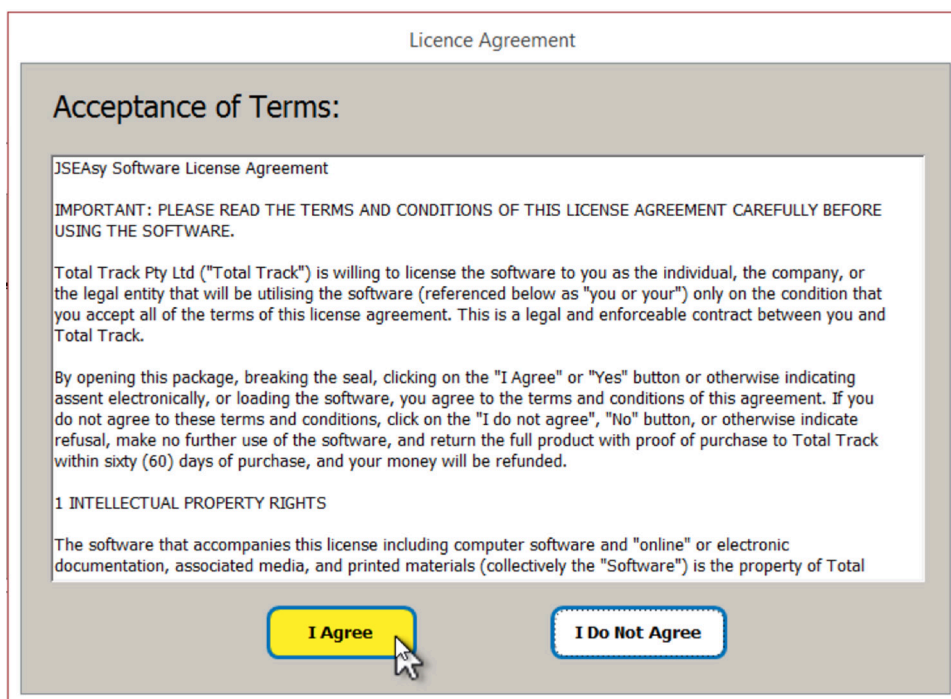 Licence Agreement
Acceptance of Terms:
JSEAsy Software License Agreement
IMPORTANT: PLEASE READ THE TERMS AND CONDITIONS OF THIS LICENSE AGREEMENT CAREFULLY BEFORE
USING THE SOFTWARE.
Total Track Pty Ltd ("Total Track") is willing to license the software to you as the individual, the company, or
the legal entity that will be utilising the software (referenced below as "you or your") only on the condition that
you accept all of the terms of this license agreement. This is a legal and enforceable contract between you and
Total Track.
By opening this package, breaking the seal, clicking on the "I Agree" or "Yes" button or otherwise indicating
assent electronically, or loading the software, you agree to the terms and conditions of this agreement. If you
do not agree to these terms and conditions, click on the "I do not agree", "No" button, or otherwise indicate
refusal, make no further use of the software, and return the full product with proof of purchase to Total Track
within sixty (60) days of purchase, and your money will be refunded.
1 INTELLECTUAL PROPERTY RIGHTS
The software that accompanies this license including computer software and "online" or electronic
documentation, associated media, and printed materials (collectively the "Software") is the property of Total
I Agree
I Do Not Agree